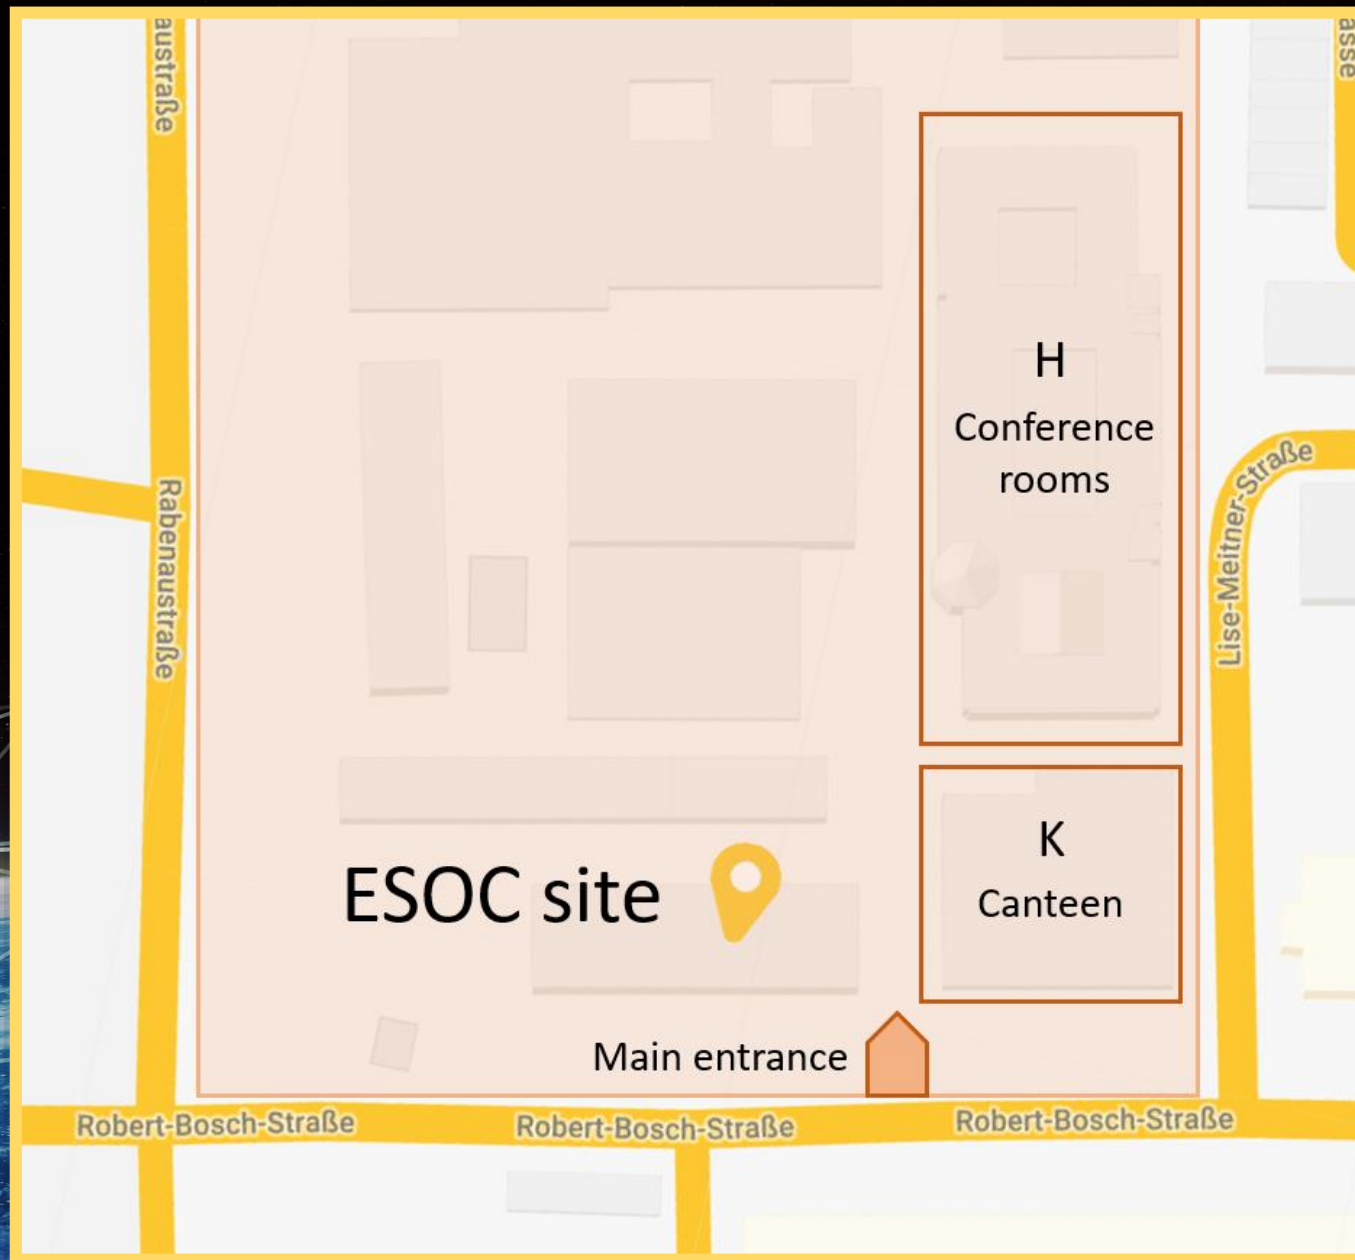 austraße
asse
H
Conference
rooms
Lise-Meitner-Straße
Rabenaustraße
K
Canteen
ESOC site
Main entrance
Robert-Bosch-Straße
Robert-Bosch-Straße
Robert-Bosch-Straße